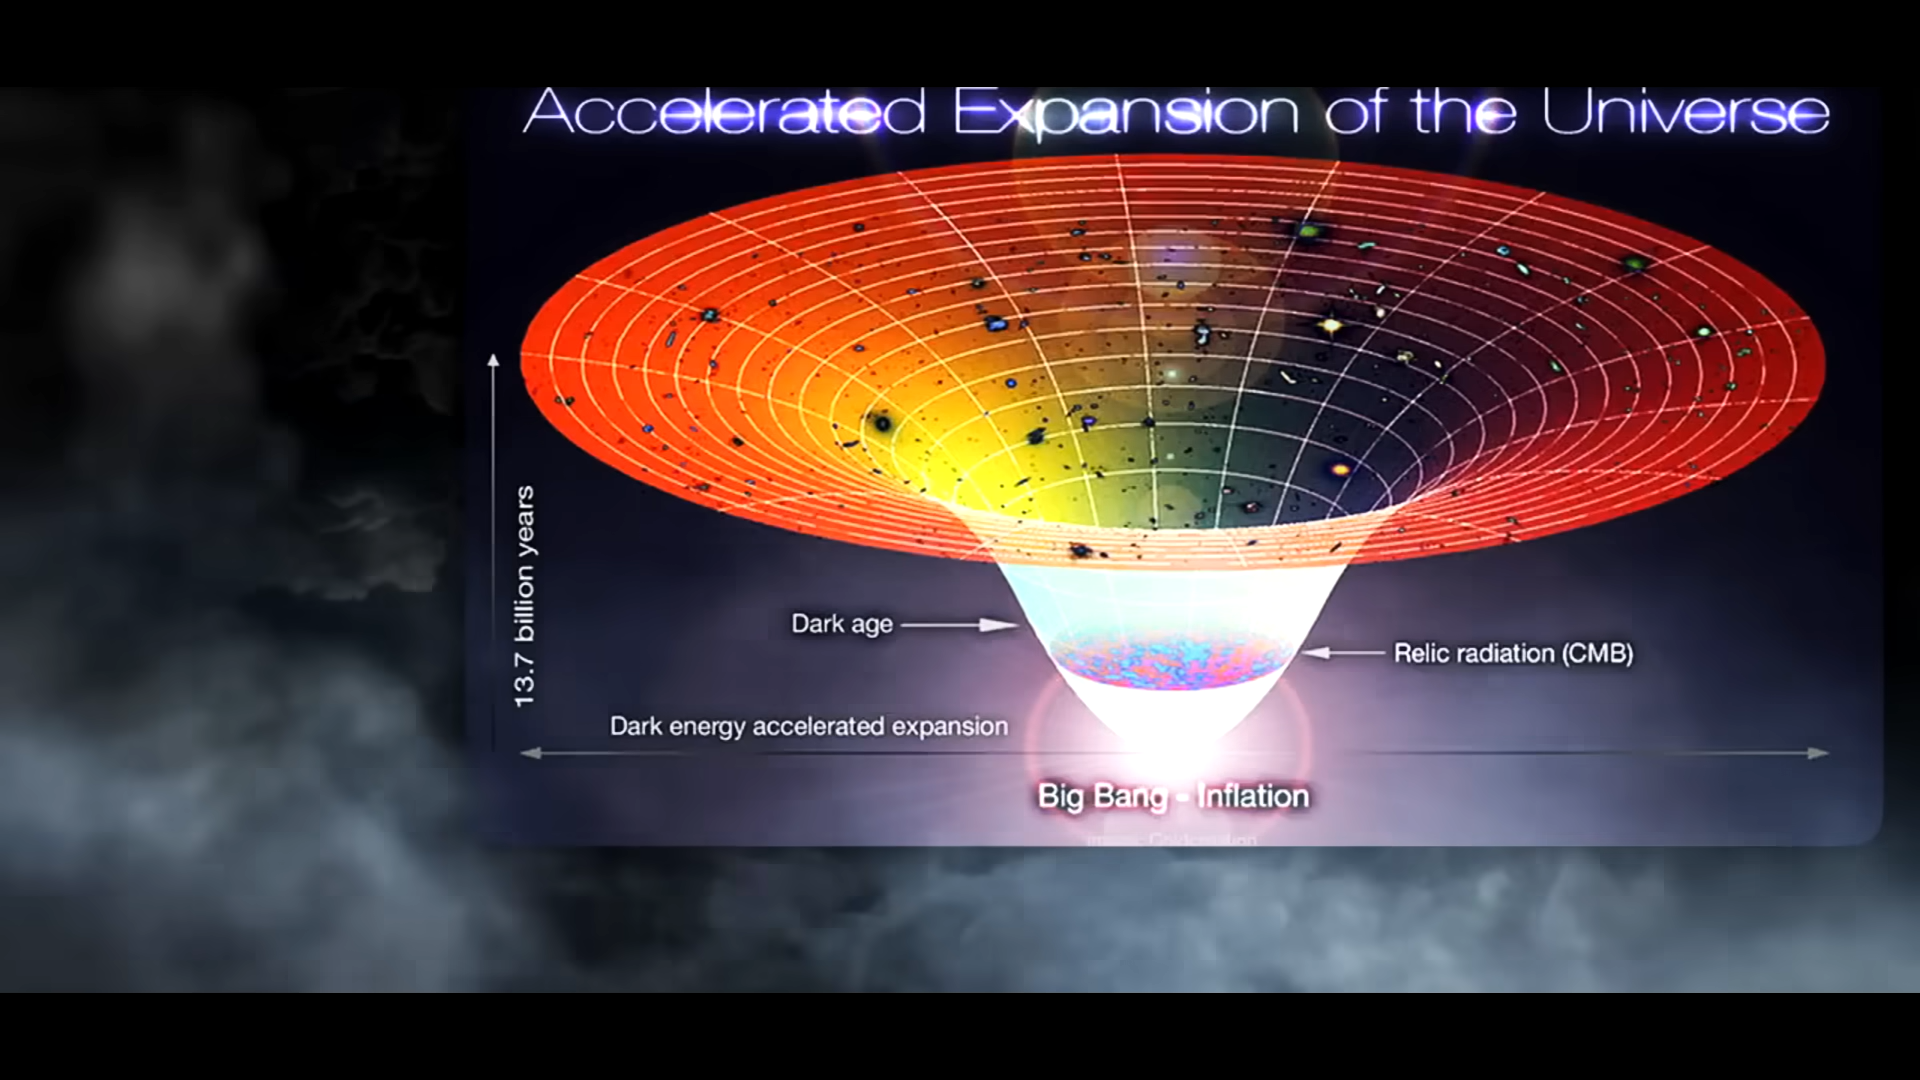 Accelerated Expansion of the Universe
13.7 billion years
Dark age
Relic radiation (CMB)
Dark energy accelerated expansion
Big Bang - Inflation